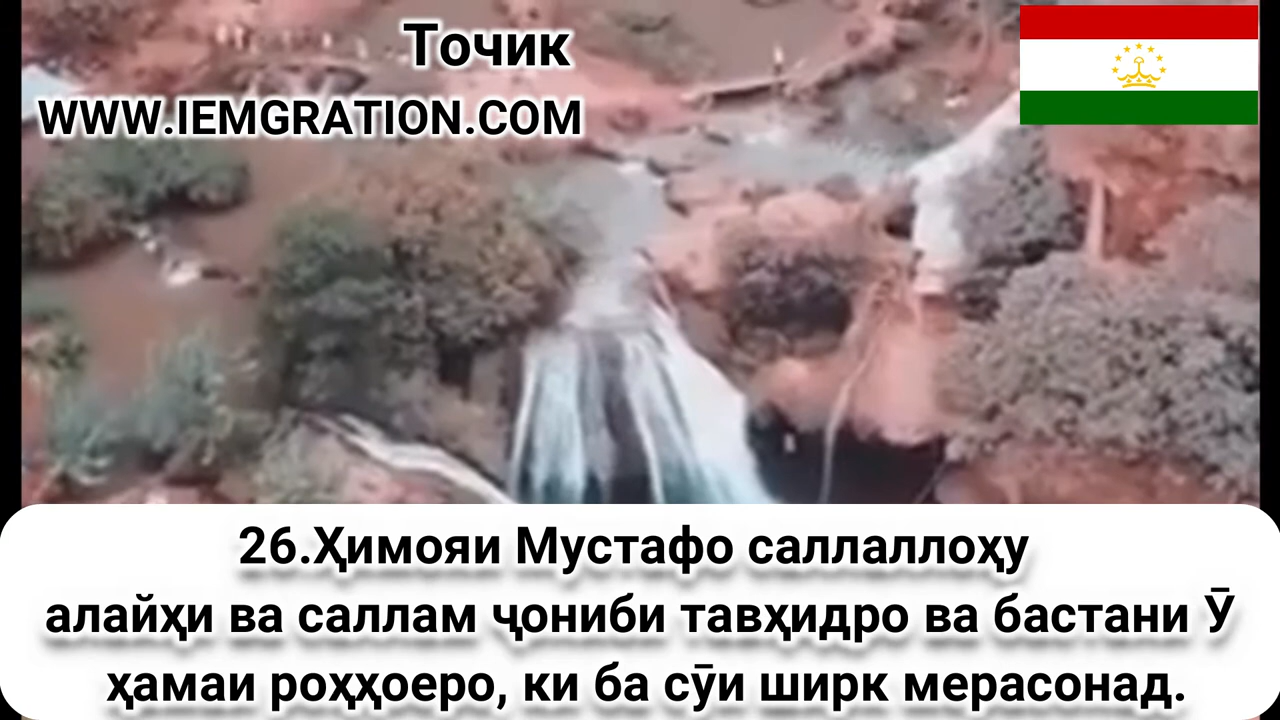 Точик
WWW.IEMGRATION.COM
26.Ҳимояи Мустафо саллаллоҳу
алайҳи ва саллам ҷониби тавҳидро ва бастани Ӯ
ҳамаи роҳҳоеро, ки ба сӯи ширк мерасонад.